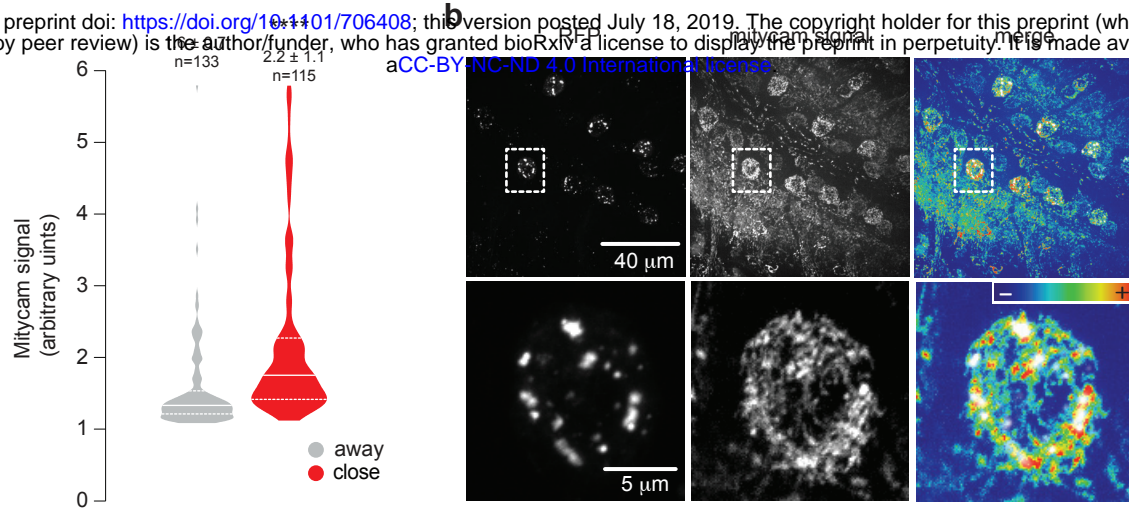 preprint doi: https://doi.org/10.1101/706408; this version posted July 18, 2019. The copyright holder for this preprint (wh
by peer review) is the author/funder, who has granted bioRxiv a license to display the preprint in perpetuity. It is made av
aCC-BY-NC-ND 4.0 International license.
****
n=133
2.2 ± 1.1
n=115
Mitycam signal
(arbitrary uints)
6
5
4
3
2
1
0
away
close
b
RFP
mitycam signal
merge
40 μm
5 μm
–
+